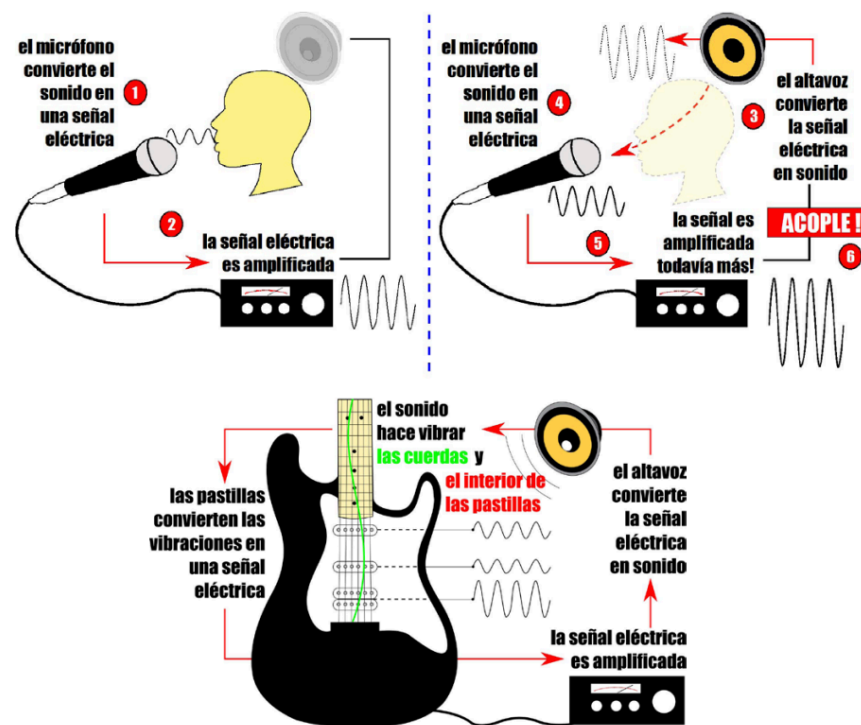 el micrófono
convierte el
sonido en
una señal
eléctrica
1
2
la señal eléctrica
es amplificada
el micrófono
convierte el
sonido en
una señal
eléctrica
4
3
el altavoz
convierte
la señal
eléctrica
en sonido
5
la señal es
amplificada
todavía más!
ACOPLE !
6
el sonido
hace vibrar
las cuerdas y
el interior de
las pastillas
las pastillas
convierten las
vibraciones en
una señal
eléctrica
el altavoz
convierte
la señal
eléctrica
en sonido
la señal eléctrica
es amplificada